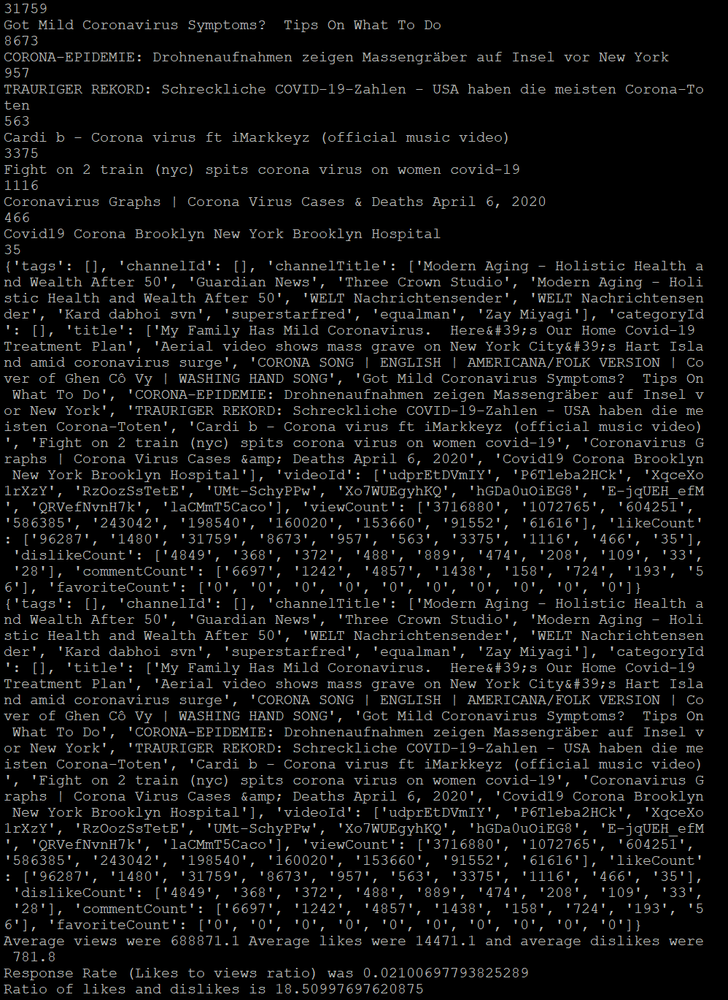 31759
Got Mild Coronavirus Symptoms?  Tips On What To Do
8673
CORONA-EPIDEMIE: Drohnenaufnahmen zeigen Massengräber auf Insel vor New York
957
TRAURIGER REKORD: Schreckliche COVID-19-Zahlen - USA haben die meisten Corona-To
ten
563
Cardi b - Corona virus ft iMarkkeyz (official music video)
3375
Fight on 2 train (nyc) spits corona virus on women covid-19
1116
Coronavirus Graphs | Corona Virus Cases & Deaths April 6, 2020
466
Covid19 Corona Brooklyn New York Brooklyn Hospital
35
{'tags': [], 'channelId': [], 'channelTitle': ['Modern Aging - Holistic Health a
nd Wealth After 50', 'Guardian News', 'Three Crown Studio', 'Modern Aging - Holi
stic Health and Wealth After 50', 'WELT Nachrichtensender', 'WELT Nachrichtensen
der', 'Kard dabhoi svn', 'superstarfred', 'equalman', 'Zay Miyagi'], 'categoryId
': [], 'title': ['My Family Has Mild Coronavirus.  Here&#39;s Our Home Covid-19 
Treatment Plan', 'Aerial video shows mass grave on New York City&#39;s Hart Isla
nd amid coronavirus surge', 'CORONA SONG | ENGLISH | AMERICANA/FOLK VERSION | Co
ver of Ghen Cô Vy | WASHING HAND SONG', 'Got Mild Coronavirus Symptoms?  Tips On
 What To Do', 'CORONA-EPIDEMIE: Drohnenaufnahmen zeigen Massengräber auf Insel v
or New York', 'TRAURIGER REKORD: Schreckliche COVID-19-Zahlen - USA haben die me
isten Corona-Toten', 'Cardi b - Corona virus ft iMarkkeyz (official music video)
', 'Fight on 2 train (nyc) spits corona virus on women covid-19', 'Coronavirus G
raphs | Corona Virus Cases &amp; Deaths April 6, 2020', 'Covid19 Corona Brooklyn
 New York Brooklyn Hospital'], 'videoId': ['udprEtDVmIY', 'P6Tleba2HCk', 'XqceXo
1rXzY', 'RzOozSsTetE', 'UMt-SchyPPw', 'Xo7WUEgyhKQ', 'hGDa0uOiEG8', 'E-jqUEH_efM
', 'QRVefNvnH7k', 'laCMmT5Caco'], 'viewCount': ['3716880', '1072765', '604251', 
'586385', '243042', '198540', '160020', '153660', '91552', '61616'], 'likeCount'
: ['96287', '1480', '31759', '8673', '957', '563', '3375', '1116', '466', '35'],
 'dislikeCount': ['4849', '368', '372', '488', '889', '474', '208', '109', '33',
 '28'], 'commentCount': ['6697', '1242', '4857', '1438', '158', '724', '193', '5
6'], 'favoriteCount': ['0', '0', '0', '0', '0', '0', '0', '0', '0', '0']}
{'tags': [], 'channelId': [], 'channelTitle': ['Modern Aging - Holistic Health a
nd Wealth After 50', 'Guardian News', 'Three Crown Studio', 'Modern Aging - Holi
stic Health and Wealth After 50', 'WELT Nachrichtensender', 'WELT Nachrichtensen
der', 'Kard dabhoi svn', 'superstarfred', 'equalman', 'Zay Miyagi'], 'categoryId
': [], 'title': ['My Family Has Mild Coronavirus.  Here&#39;s Our Home Covid-19 
Treatment Plan', 'Aerial video shows mass grave on New York City&#39;s Hart Isla
nd amid coronavirus surge', 'CORONA SONG | ENGLISH | AMERICANA/FOLK VERSION | Co
ver of Ghen Cô Vy | WASHING HAND SONG', 'Got Mild Coronavirus Symptoms?  Tips On
 What To Do', 'CORONA-EPIDEMIE: Drohnenaufnahmen zeigen Massengräber auf Insel v
or New York', 'TRAURIGER REKORD: Schreckliche COVID-19-Zahlen - USA haben die me
isten Corona-Toten', 'Cardi b - Corona virus ft iMarkkeyz (official music video)
', 'Fight on 2 train (nyc) spits corona virus on women covid-19', 'Coronavirus G
raphs | Corona Virus Cases &amp; Deaths April 6, 2020', 'Covid19 Corona Brooklyn
 New York Brooklyn Hospital'], 'videoId': ['udprEtDVmIY', 'P6Tleba2HCk', 'XqceXo
1rXzY', 'RzOozSsTetE', 'UMt-SchyPPw', 'Xo7WUEgyhKQ', 'hGDa0uOiEG8', 'E-jqUEH_efM
', 'QRVefNvnH7k', 'laCMmT5Caco'], 'viewCount': ['3716880', '1072765', '604251', 
'586385', '243042', '198540', '160020', '153660', '91552', '61616'], 'likeCount'
: ['96287', '1480', '31759', '8673', '957', '563', '3375', '1116', '466', '35'],
 'dislikeCount': ['4849', '368', '372', '488', '889', '474', '208', '109', '33',
 '28'], 'commentCount': ['6697', '1242', '4857', '1438', '158', '724', '193', '5
6'], 'favoriteCount': ['0', '0', '0', '0', '0', '0', '0', '0', '0', '0']}
Average views were 688871.1 Average likes were 14471.1 and average dislikes were
 781.8
Response Rate (Likes to views ratio) was 0.02100697793825289
Ratio of likes and dislikes is 18.50997697620875